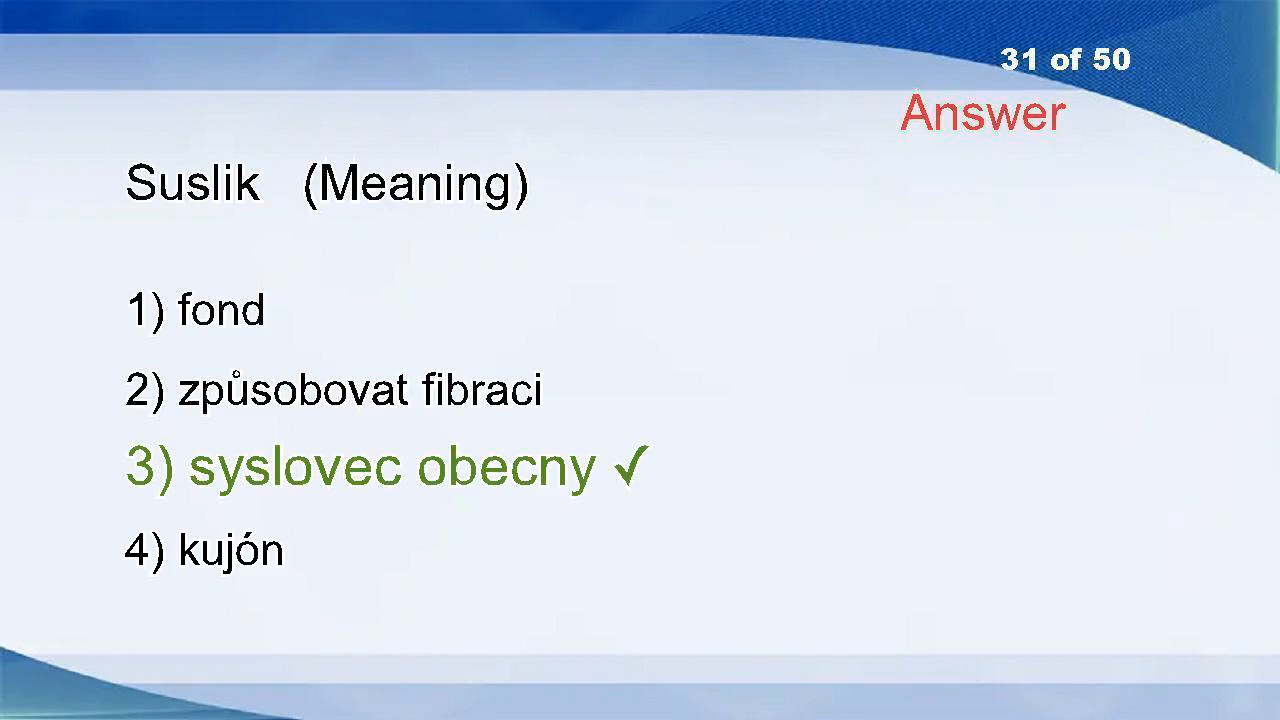 31 of 50
Answer
Suslik (Meaning)
1) fond
2) způsobovat fibraci
3) syslovec obecny ✓
4) kujón